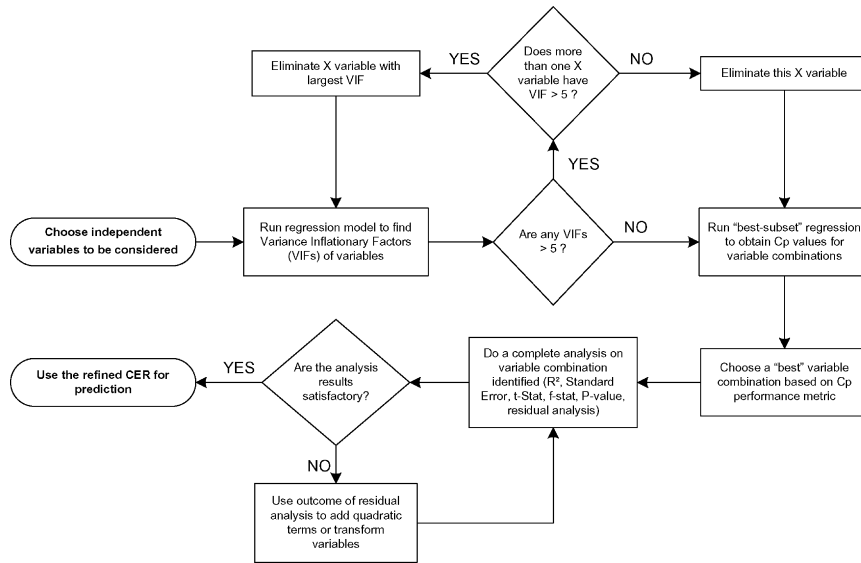 Does more
than one X
variable have
VIF > 5 ?
YES
NO
Eliminate X variable with
largest VIF
Eliminate this X variable
YES
Choose independent
variables to be considered
Run regression model to find
Variance Inflationary Factors
(VIFs) of variables
Are any VIFs
> 5 ?
NO
Run “best-subset” regression
to obtain Cp values for
variable combinations
Use the refined CER for
prediction
YES
Are the analysis
results
satisfactory?
Do a complete analysis on
variable combination
identified (R², Standard
Error, t-Stat, f-stat, P-value,
residual analysis)
Choose a “best” variable
combination based on Cp
performance metric
NO
Use outcome of residual
analysis to add quadratic
terms or transform
variables